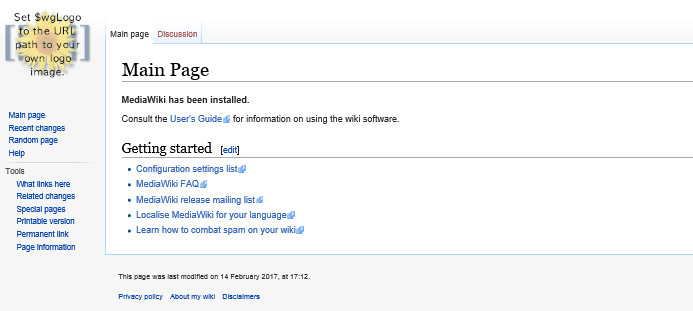 Set $wgLogo
to the URL
path to your
own logo
image.
Main page
Recent changes
Random page
Help
Tools
What links here
Related changes
Special pages
Printable version
Permanent link
Page information
Main page Discussion
Main Page
MediaWiki has been installed.
Consult the User's Guide for information on using the wiki software.
Getting started [edit]
Configuration settings list
MediaWiki FAQ
MediaWiki release mailing list
Localise MediaWiki for your language
Learn how to combat spam on your wiki
This page was last modified on 14 February 2017, at 17:12.
Privacy policy About my wiki Disclaimers